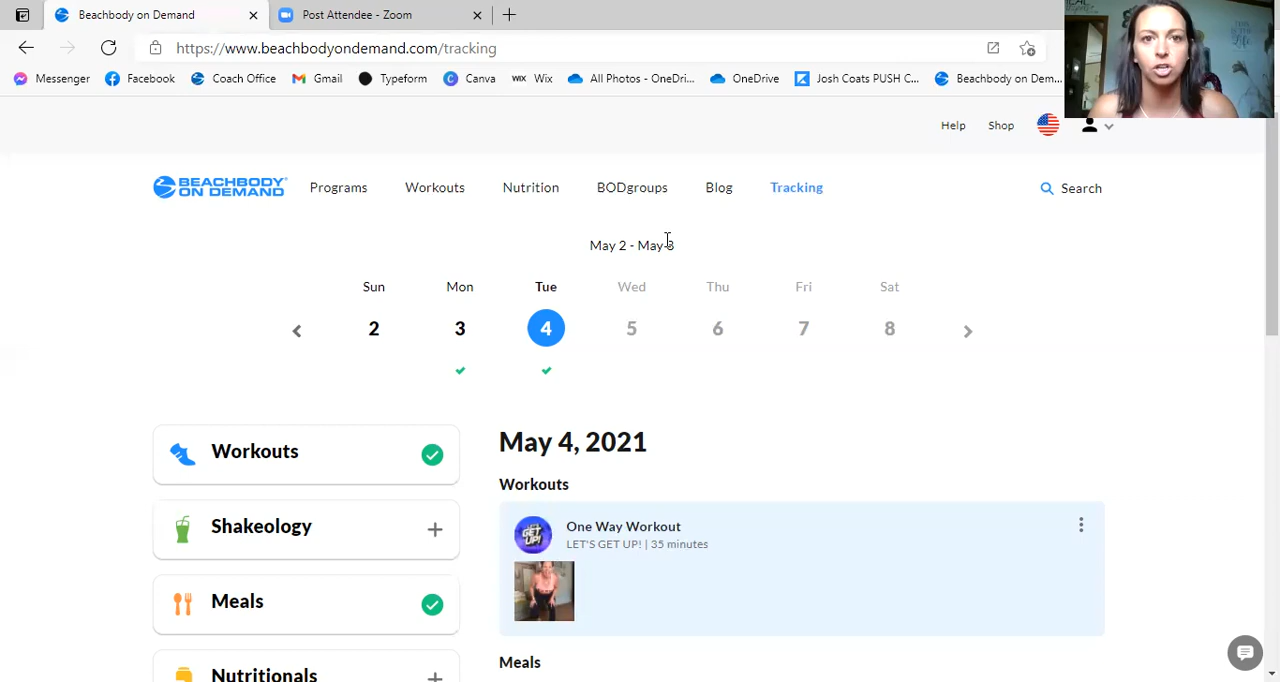 Beachbody on Demand
Post Attendee - Zoom
https://www.beachbodyondemand.com/tracking
Messenger Facebook Coach Office Gmail Typeform Canva WIX Wix All Photos - OneDri... OneDrive Josh Coats PUSH C... Beachbody on Dem...
Help Shop
BEACHBODY
ON DEMAND
Programs Workouts Nutrition BODgroups Blog Tracking Search
May 2 - May 8
Sun Mon Tue Wed Thu Fri Sat
2 3 4 5 6 7 8
Workouts
Shakeology
Meals
Nutritionals
May 4, 2021
Workouts
GET UP!
One Way Workout
LET'S GET UP! | 35 minutes
Meals